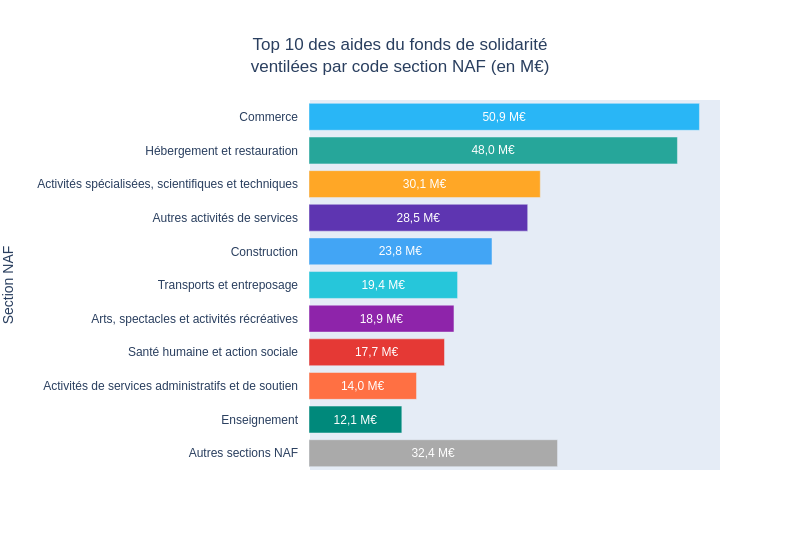 Top 10 des aides du fonds de solidarité
ventilées par code section NAF (en M€)
Section NAF
Commerce 50,9 M€
Hébergement et restauration 48,0 M€
Activités spécialisées, scientifiques et techniques 30,1 M€
Autres activités de services 28,5 M€
Construction 23,8 M€
Transports et entreposage 19,4 M€
Arts, spectacles et activités récréatives 18,9 M€
Santé humaine et action sociale 17,7 M€
Activités de services administratifs et de soutien 14,0 M€
Enseignement 12,1 M€
Autres sections NAF 32,4 M€